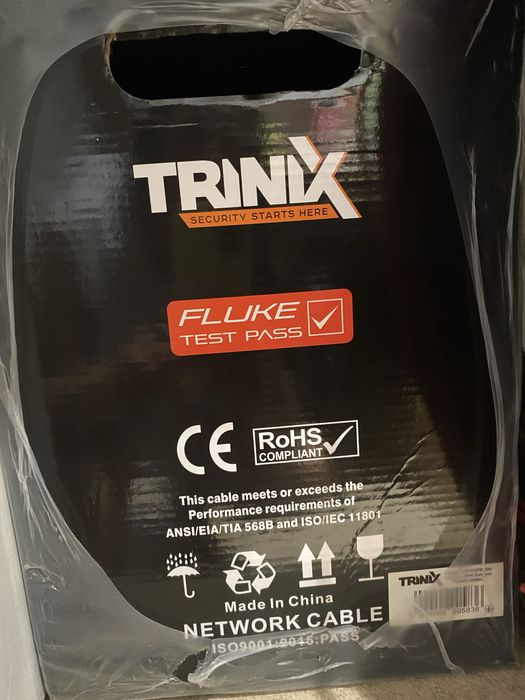 TRINIX
SECURITY STARTS HERE
FLUKE
TEST PASS
CE
RoHS
COMPLIANT
This cable meets or exceeds the
Performance requirements of
ANSI/EIA/TIA 568B and ISO/IEC 11801
Made In China
NETWORK CABLE
ISO9001:2015:PASS
TRINIX